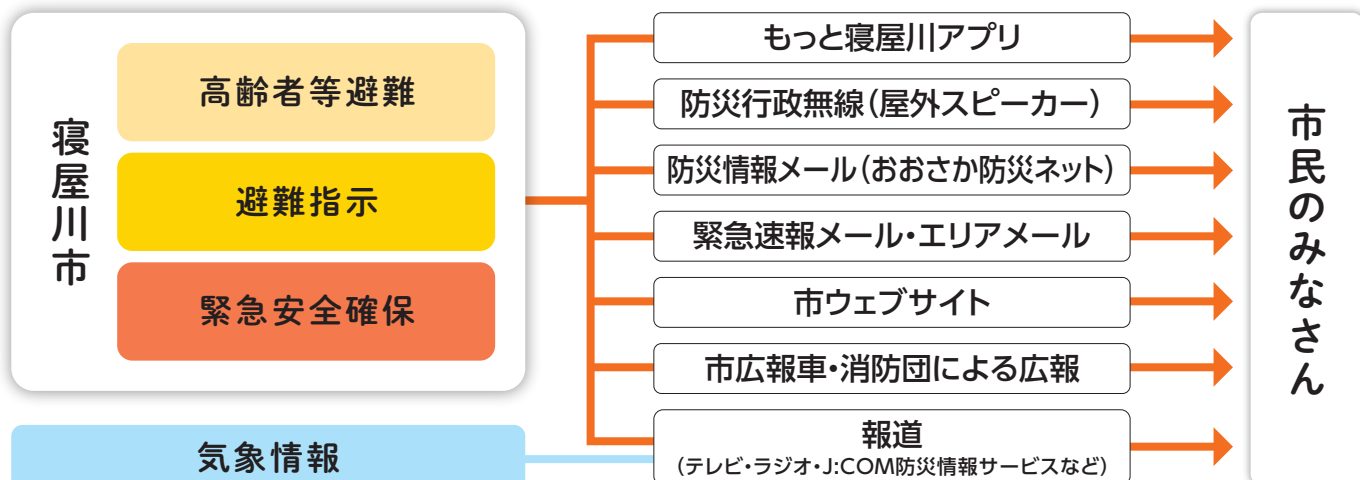 寝屋川市
高齢者等避難
避難指示
緊急安全確保
気象情報
もっと寝屋川アプリ
防災行政無線(屋外スピーカー)
防災情報メール(おおさか防災ネット)
緊急速報メール・エリアメール
市ウェブサイト
市広報車・消防団による広報
報道
(テレビ・ラジオ・J:COM防災情報サービスなど)
市民のみなさん